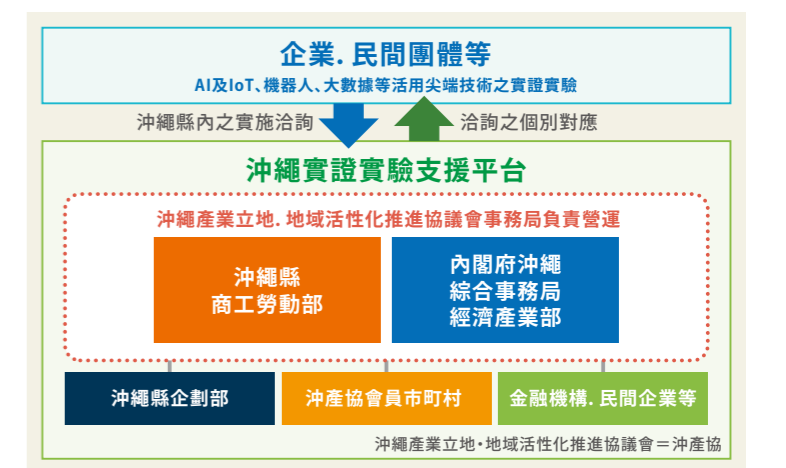 企業．民間團體等
AI及IoT、機器人、大數據等活用尖端技術之實證實驗
沖繩縣內之實施洽詢
洽詢之個別對應
沖繩實證實驗支援平台
沖繩產業立地．地域活性化推進協議會事務局負責營運
沖繩縣
商工勞動部
內閣府沖繩
綜合事務局
經濟產業部
沖繩縣企劃部
沖產協會員市町村
金融機構．民間企業等
沖繩產業立地・地域活性化推進協議會＝沖產協